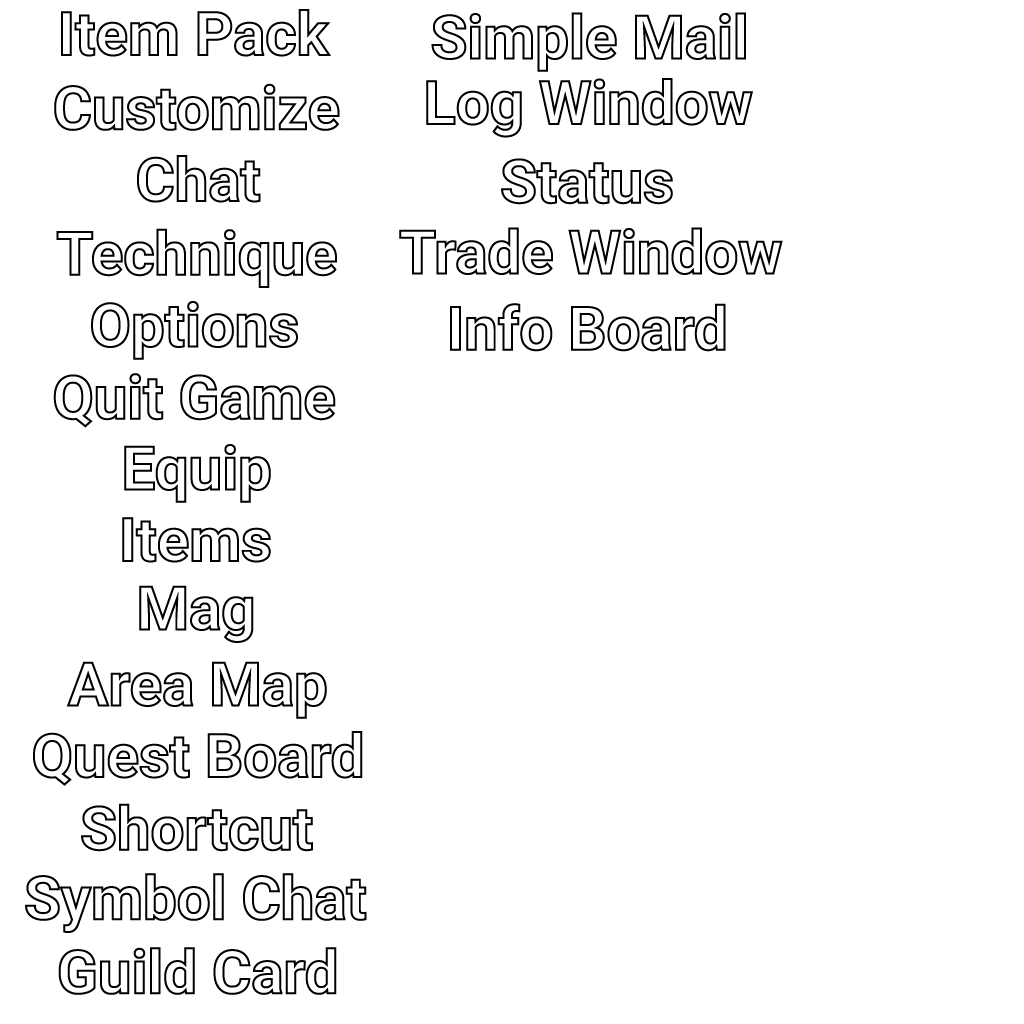 Item Pack
Customize
Chat
Technique
Options
Quit Game
Equip
Items
Mag
Area Map
Quest Board
Shortcut
Symbol Chat
Guild Card
Simple Mail
Log Window
Status
Trade Window
Info Board